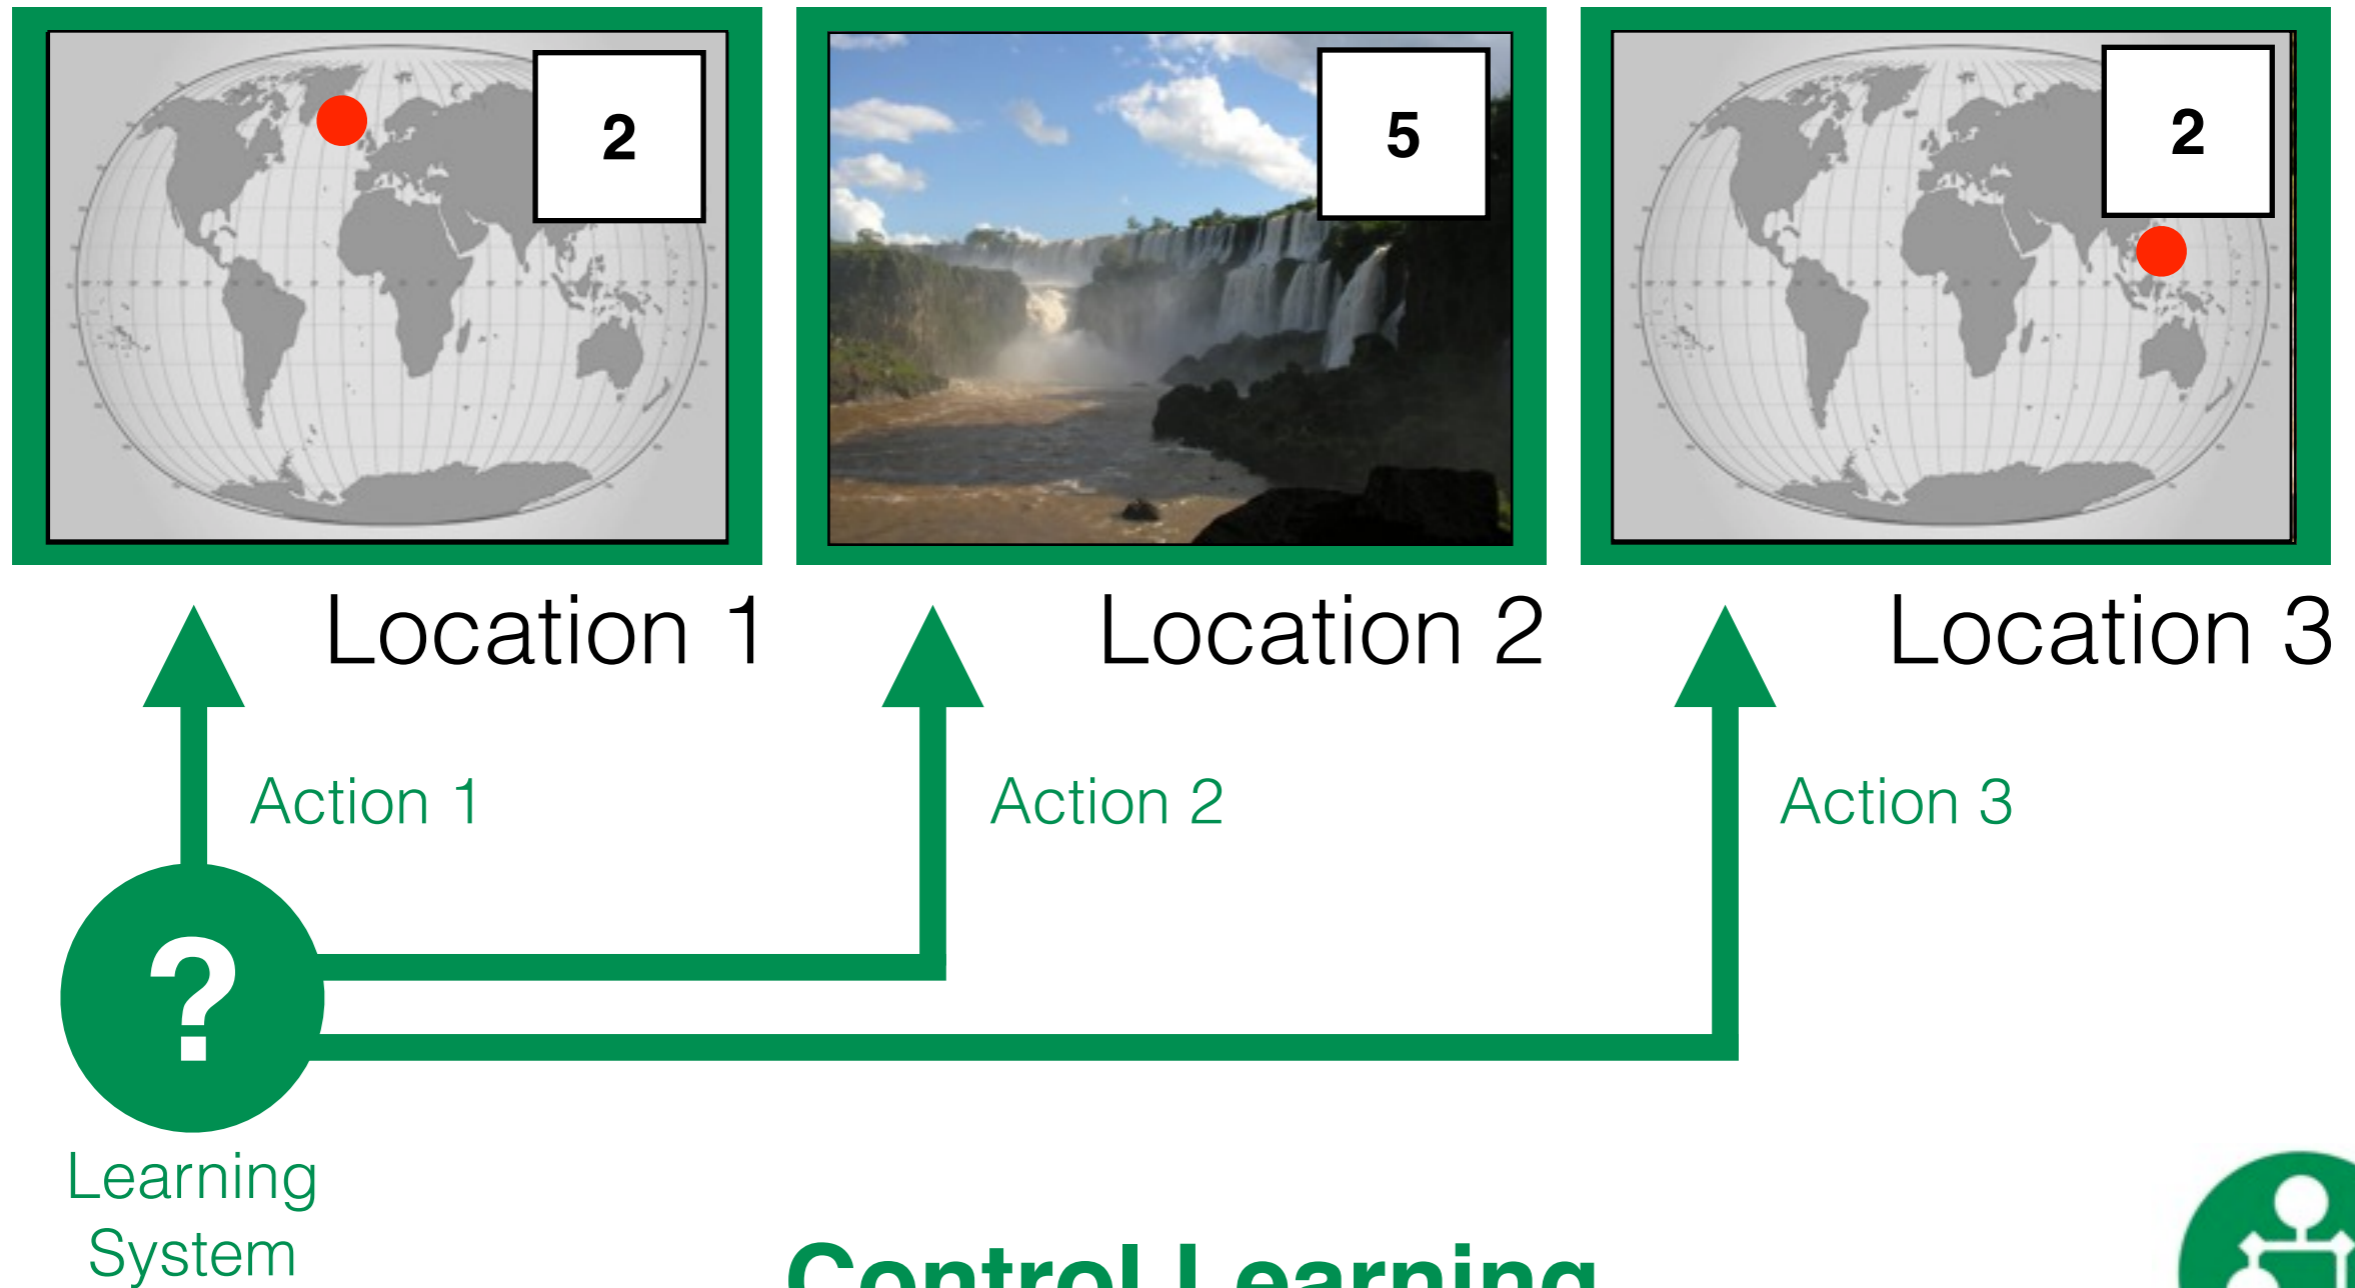 2
5
2
Location 1
Location 2
Location 3
Action 1
Action 2
Action 3
?
Learning
System
Control Learning